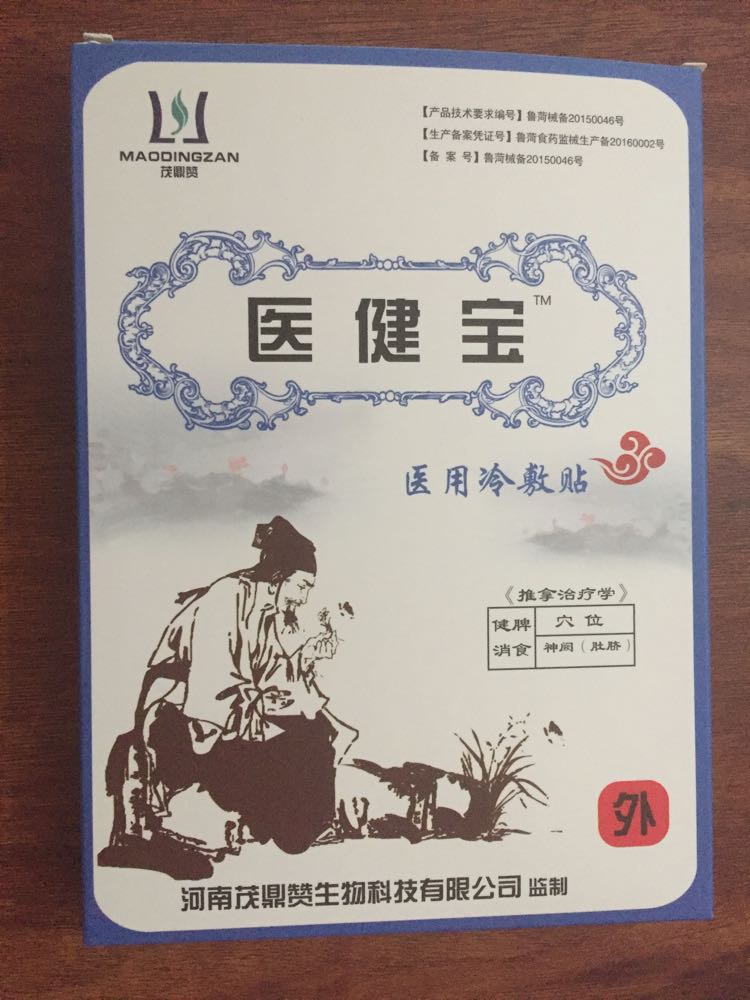 MAODINGZAN
茂鼎赞
【产品技术要求编号】鲁菏械备20150046号
【生产备案凭证号】鲁菏食药监械生产备20160002号
【备 案 号】鲁菏械备20150046号
医健宝™
医用冷敷贴
《推拿治疗学》
健脾 穴位
消食 神阙（肚脐）
外
河南茂鼎赞生物科技有限公司 监制